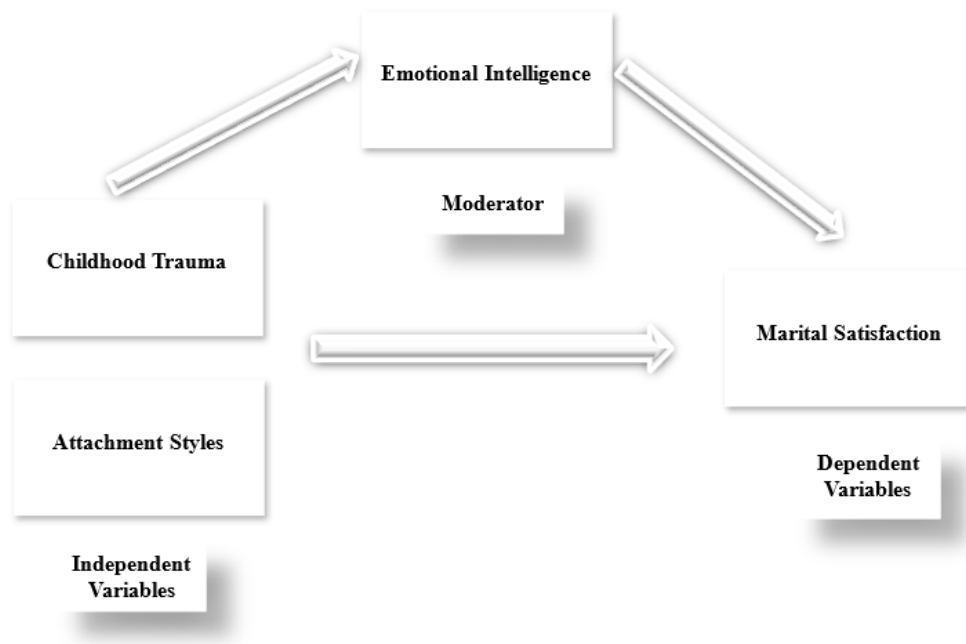 Emotional Intelligence
Moderator
Childhood Trauma
Marital Satisfaction
Attachment Styles
Dependent
Variables
Independent
Variables